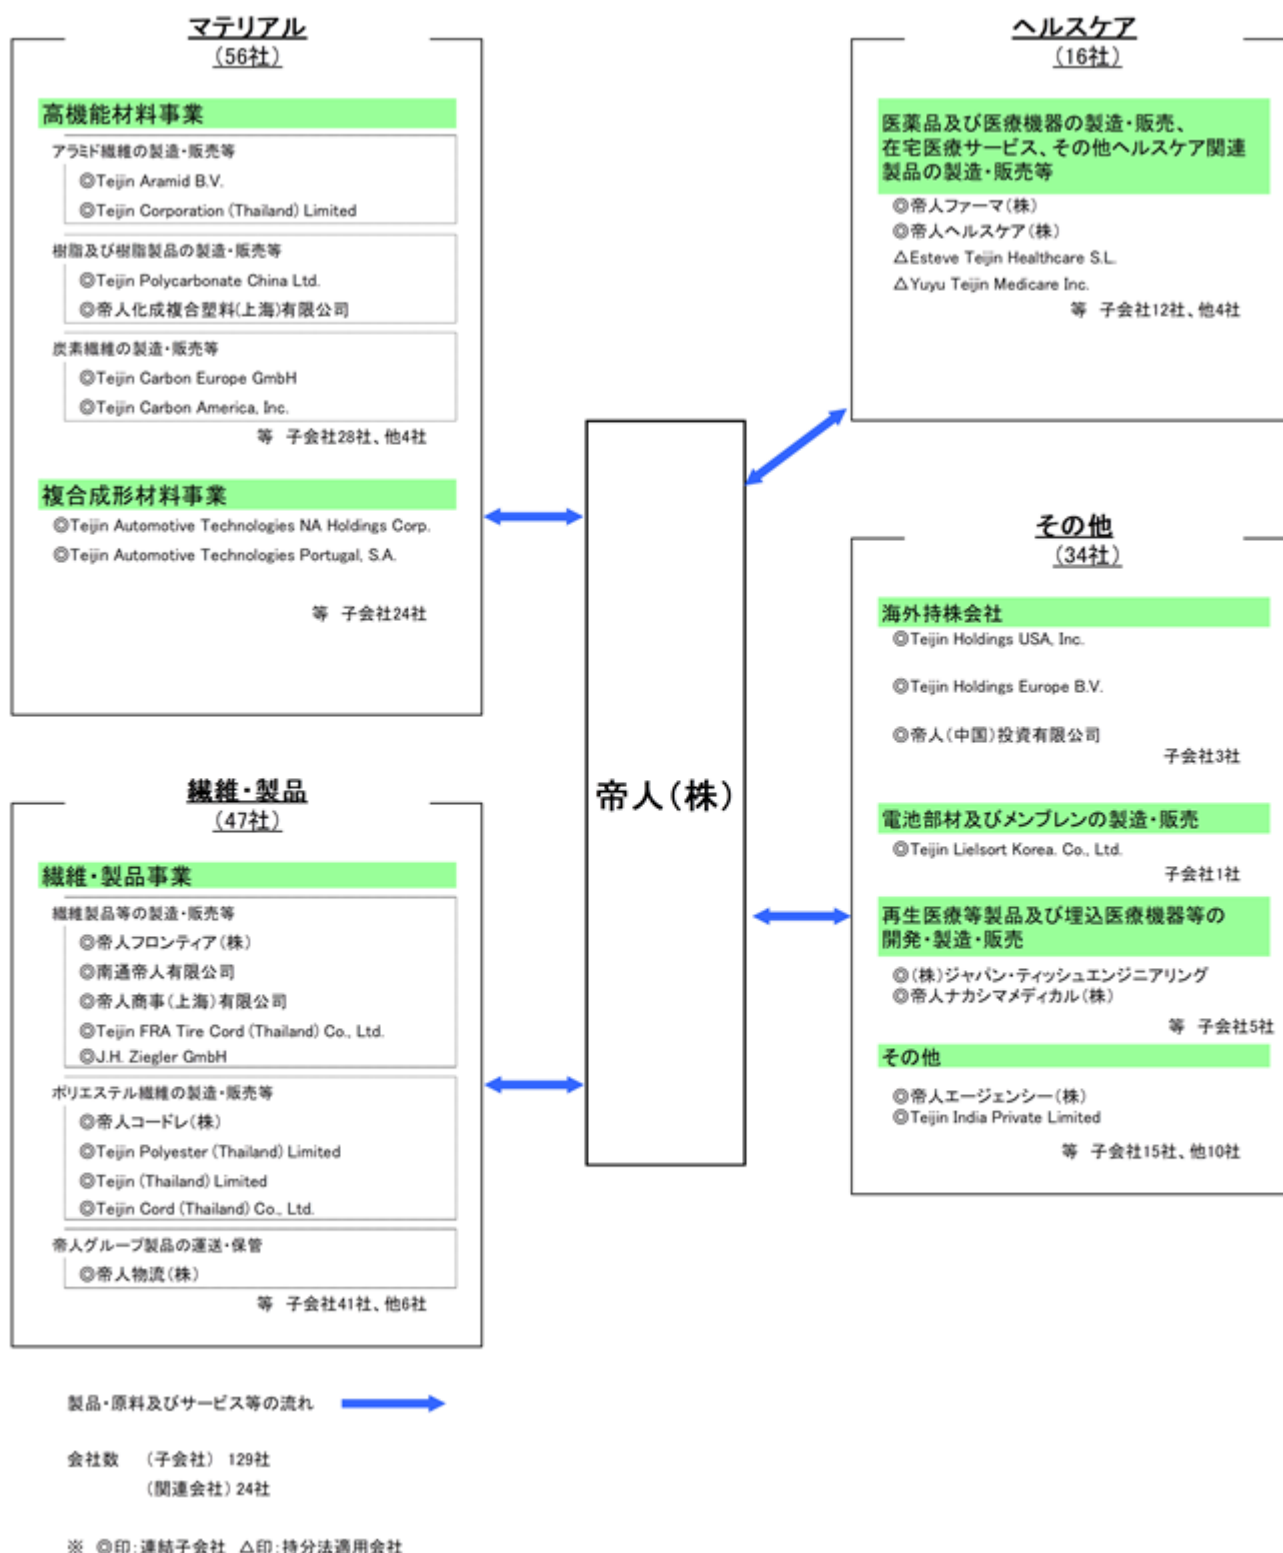 マテリアル
(56社)
高機能材料事業
アラミド繊維の製造・販売等
◎Teijin Aramid B.V.
◎Teijin Corporation (Thailand) Limited
樹脂及び樹脂製品の製造・販売等
◎Teijin Polycarbonate China Ltd.
◎帝人化成複合塑料(上海)有限公司
炭素繊維の製造・販売等
◎Teijin Carbon Europe GmbH
◎Teijin Carbon America, Inc.
等 子会社28社、他4社
複合成形材料事業
◎Teijin Automotive Technologies NA Holdings Corp.
◎Teijin Automotive Technologies Portugal, S.A.
等 子会社24社
繊維・製品
(47社)
繊維・製品事業
繊維製品等の製造・販売等
◎帝人フロンティア(株)
◎南通帝人有限公司
◎帝人商事(上海)有限公司
◎Teijin FRA Tire Cord (Thailand) Co., Ltd.
◎J.H. Ziegler GmbH
ポリエステル繊維の製造・販売等
◎帝人コードレ(株)
◎Teijin Polyester (Thailand) Limited
◎Teijin (Thailand) Limited
◎Teijin Cord (Thailand) Co., Ltd.
帝人グループ製品の運送・保管
◎帝人物流(株)
等 子会社41社、他6社
帝人(株)
ヘルスケア
(16社)
医薬品及び医療機器の製造・販売、
在宅医療サービス、その他ヘルスケア関連
製品の製造・販売等
◎帝人ファーマ(株)
◎帝人ヘルスケア(株)
△Esteve Teijin Healthcare S.L.
△Yuyu Teijin Medicare Inc.
等 子会社12社、他4社
その他
(34社)
海外持株会社
◎Teijin Holdings USA, Inc.
◎Teijin Holdings Europe B.V.
◎帝人(中国)投資有限公司
子会社3社
電池部材及びメンブレンの製造・販売
◎Teijin Lielsort Korea. Co., Ltd.
子会社1社
再生医療等製品及び埋込医療機器等の
開発・製造・販売
◎(株)ジャパン・ティッシュエンジニアリング
◎帝人ナカシマメディカル(株)
等 子会社5社
その他
◎帝人エージェンシー(株)
◎Teijin India Private Limited
等 子会社15社、他10社
製品・原料及びサービス等の流れ
会社数 (子会社) 129社
(関連会社) 24社
※ ◎印:連結子会社 △印:持分法適用会社